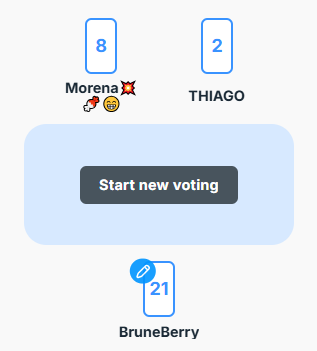 8
2
Morena💥
📌😁
THIAGO
Start new voting
21
BruneBerry